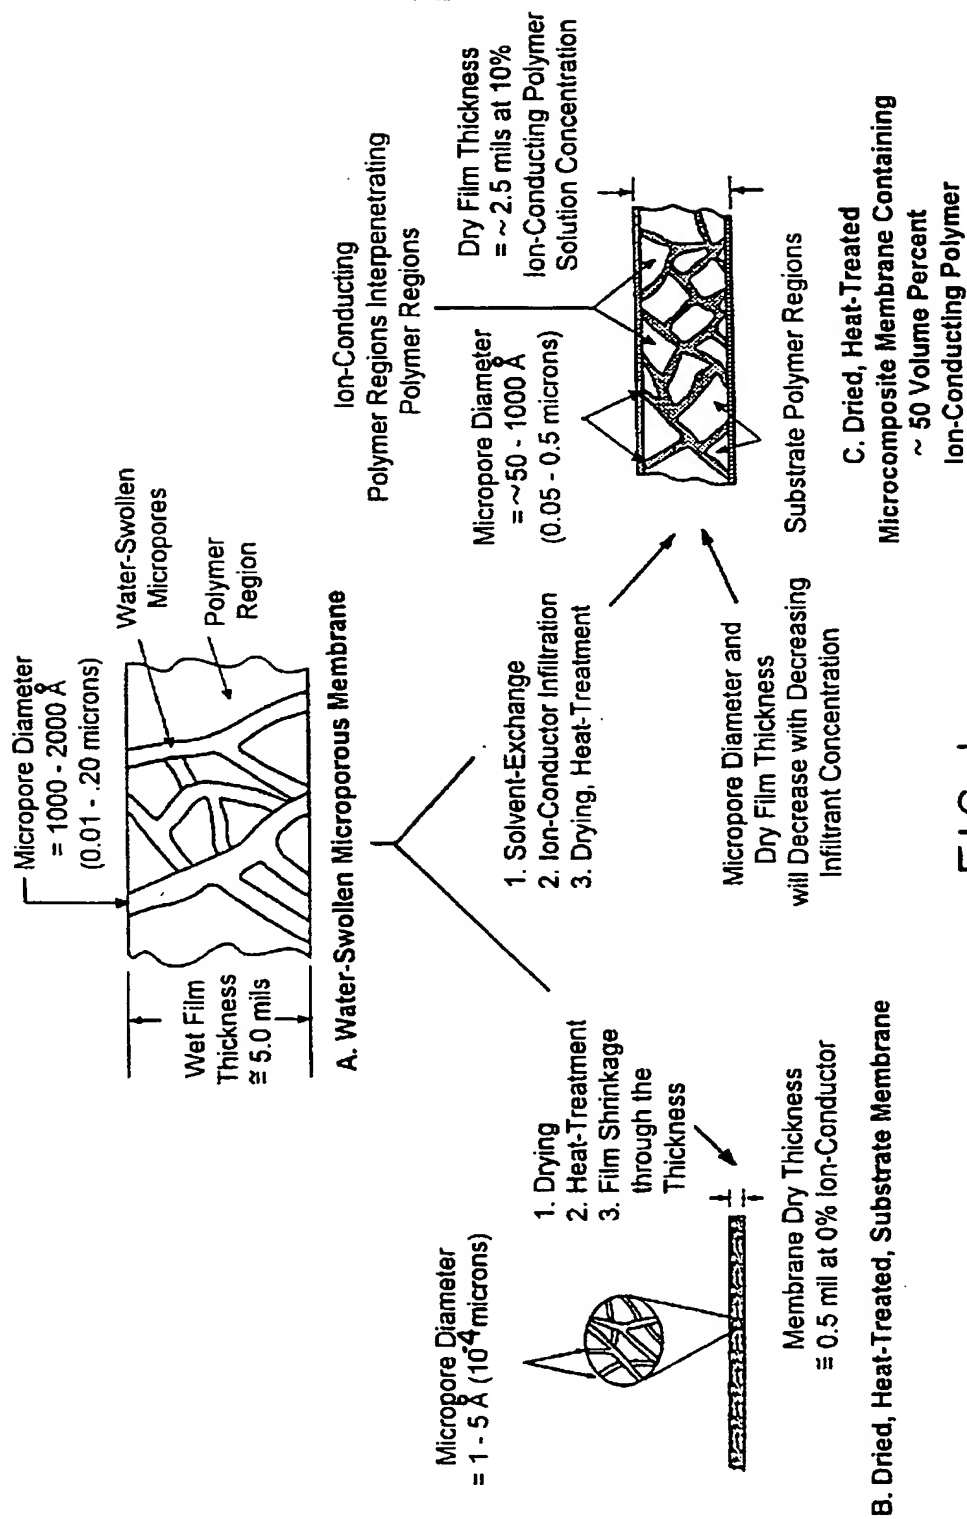 Micropore Diameter
= 1000 - 2000 Å
(0.01 - .20 microns)
Wet Film
Thickness
≅ 5.0 mils
Water-Swollen
Micropores
Polymer
Region
A. Water-Swollen Microporous Membrane
1. Drying
2. Heat-Treatment
3. Film Shrinkage
through the
Thickness
Micropore Diameter
= 1 - 5 Å (10-4 microns)
Membrane Dry Thickness
≅ 0.5 mil at 0% Ion-Conductor
B. Dried, Heat-Treated, Substrate Membrane
1. Solvent-Exchange
2. Ion-Conductor Infiltration
3. Drying, Heat-Treatment
Micropore Diameter and
Dry Film Thickness
will Decrease with Decreasing
Infiltrant Concentration
Ion-Conducting
Polymer Regions Interpenetrating
Polymer Regions
Micropore Diameter
= ~50 - 1000 Å
(0.05 - 0.5 microns)
Dry Film Thickness
= ~ 2.5 mils at 10%
Ion-Conducting Polymer
Solution Concentration
Substrate Polymer Regions
C. Dried, Heat-Treated
Microcomposite Membrane Containing
~ 50 Volume Percent
Ion-Conducting Polymer